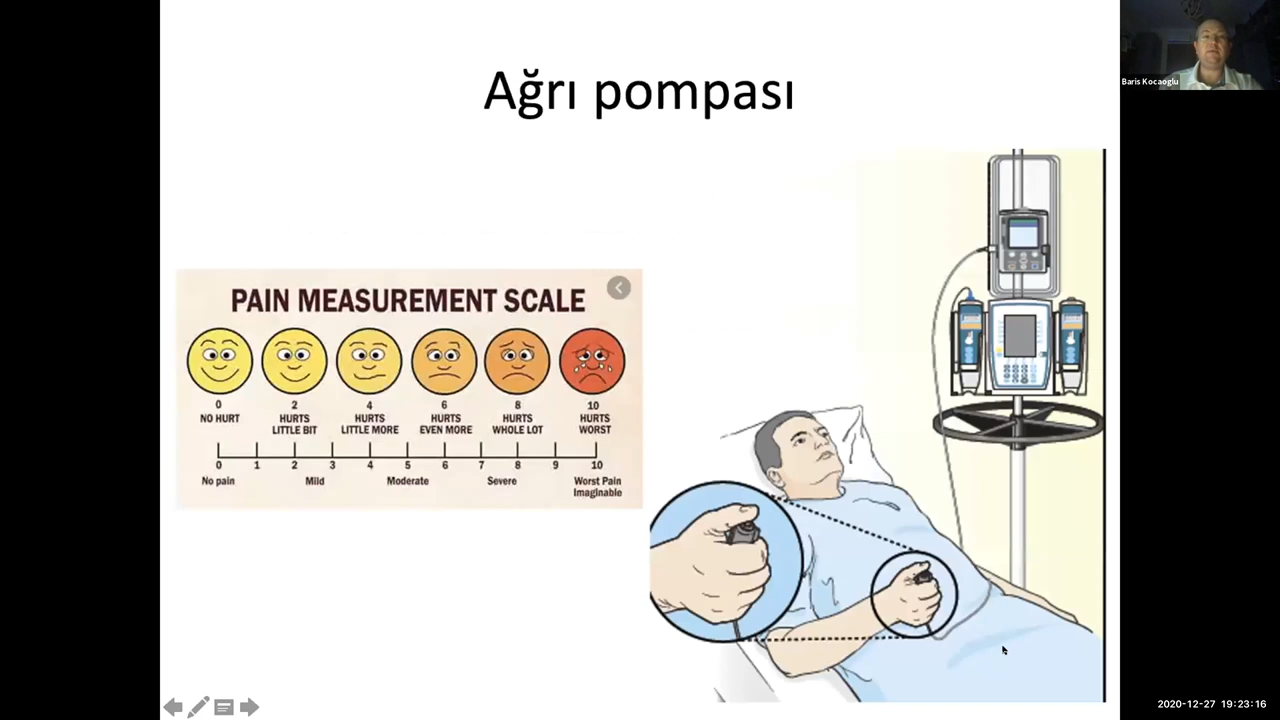 Ağrı pompası
Baris Kocaoglu
PAIN MEASUREMENT SCALE
0 2 4 6 8 10
NO HURT HURTS HURTS HURTS HURTS HURTS
LITTLE BIT LITTLE MORE EVEN MORE WHOLE LOT WORST
0 1 2 3 4 5 6 7 8 9 10
No pain Mild Moderate Severe Worst Pain
Imaginable
2020-12-27 19:23:16